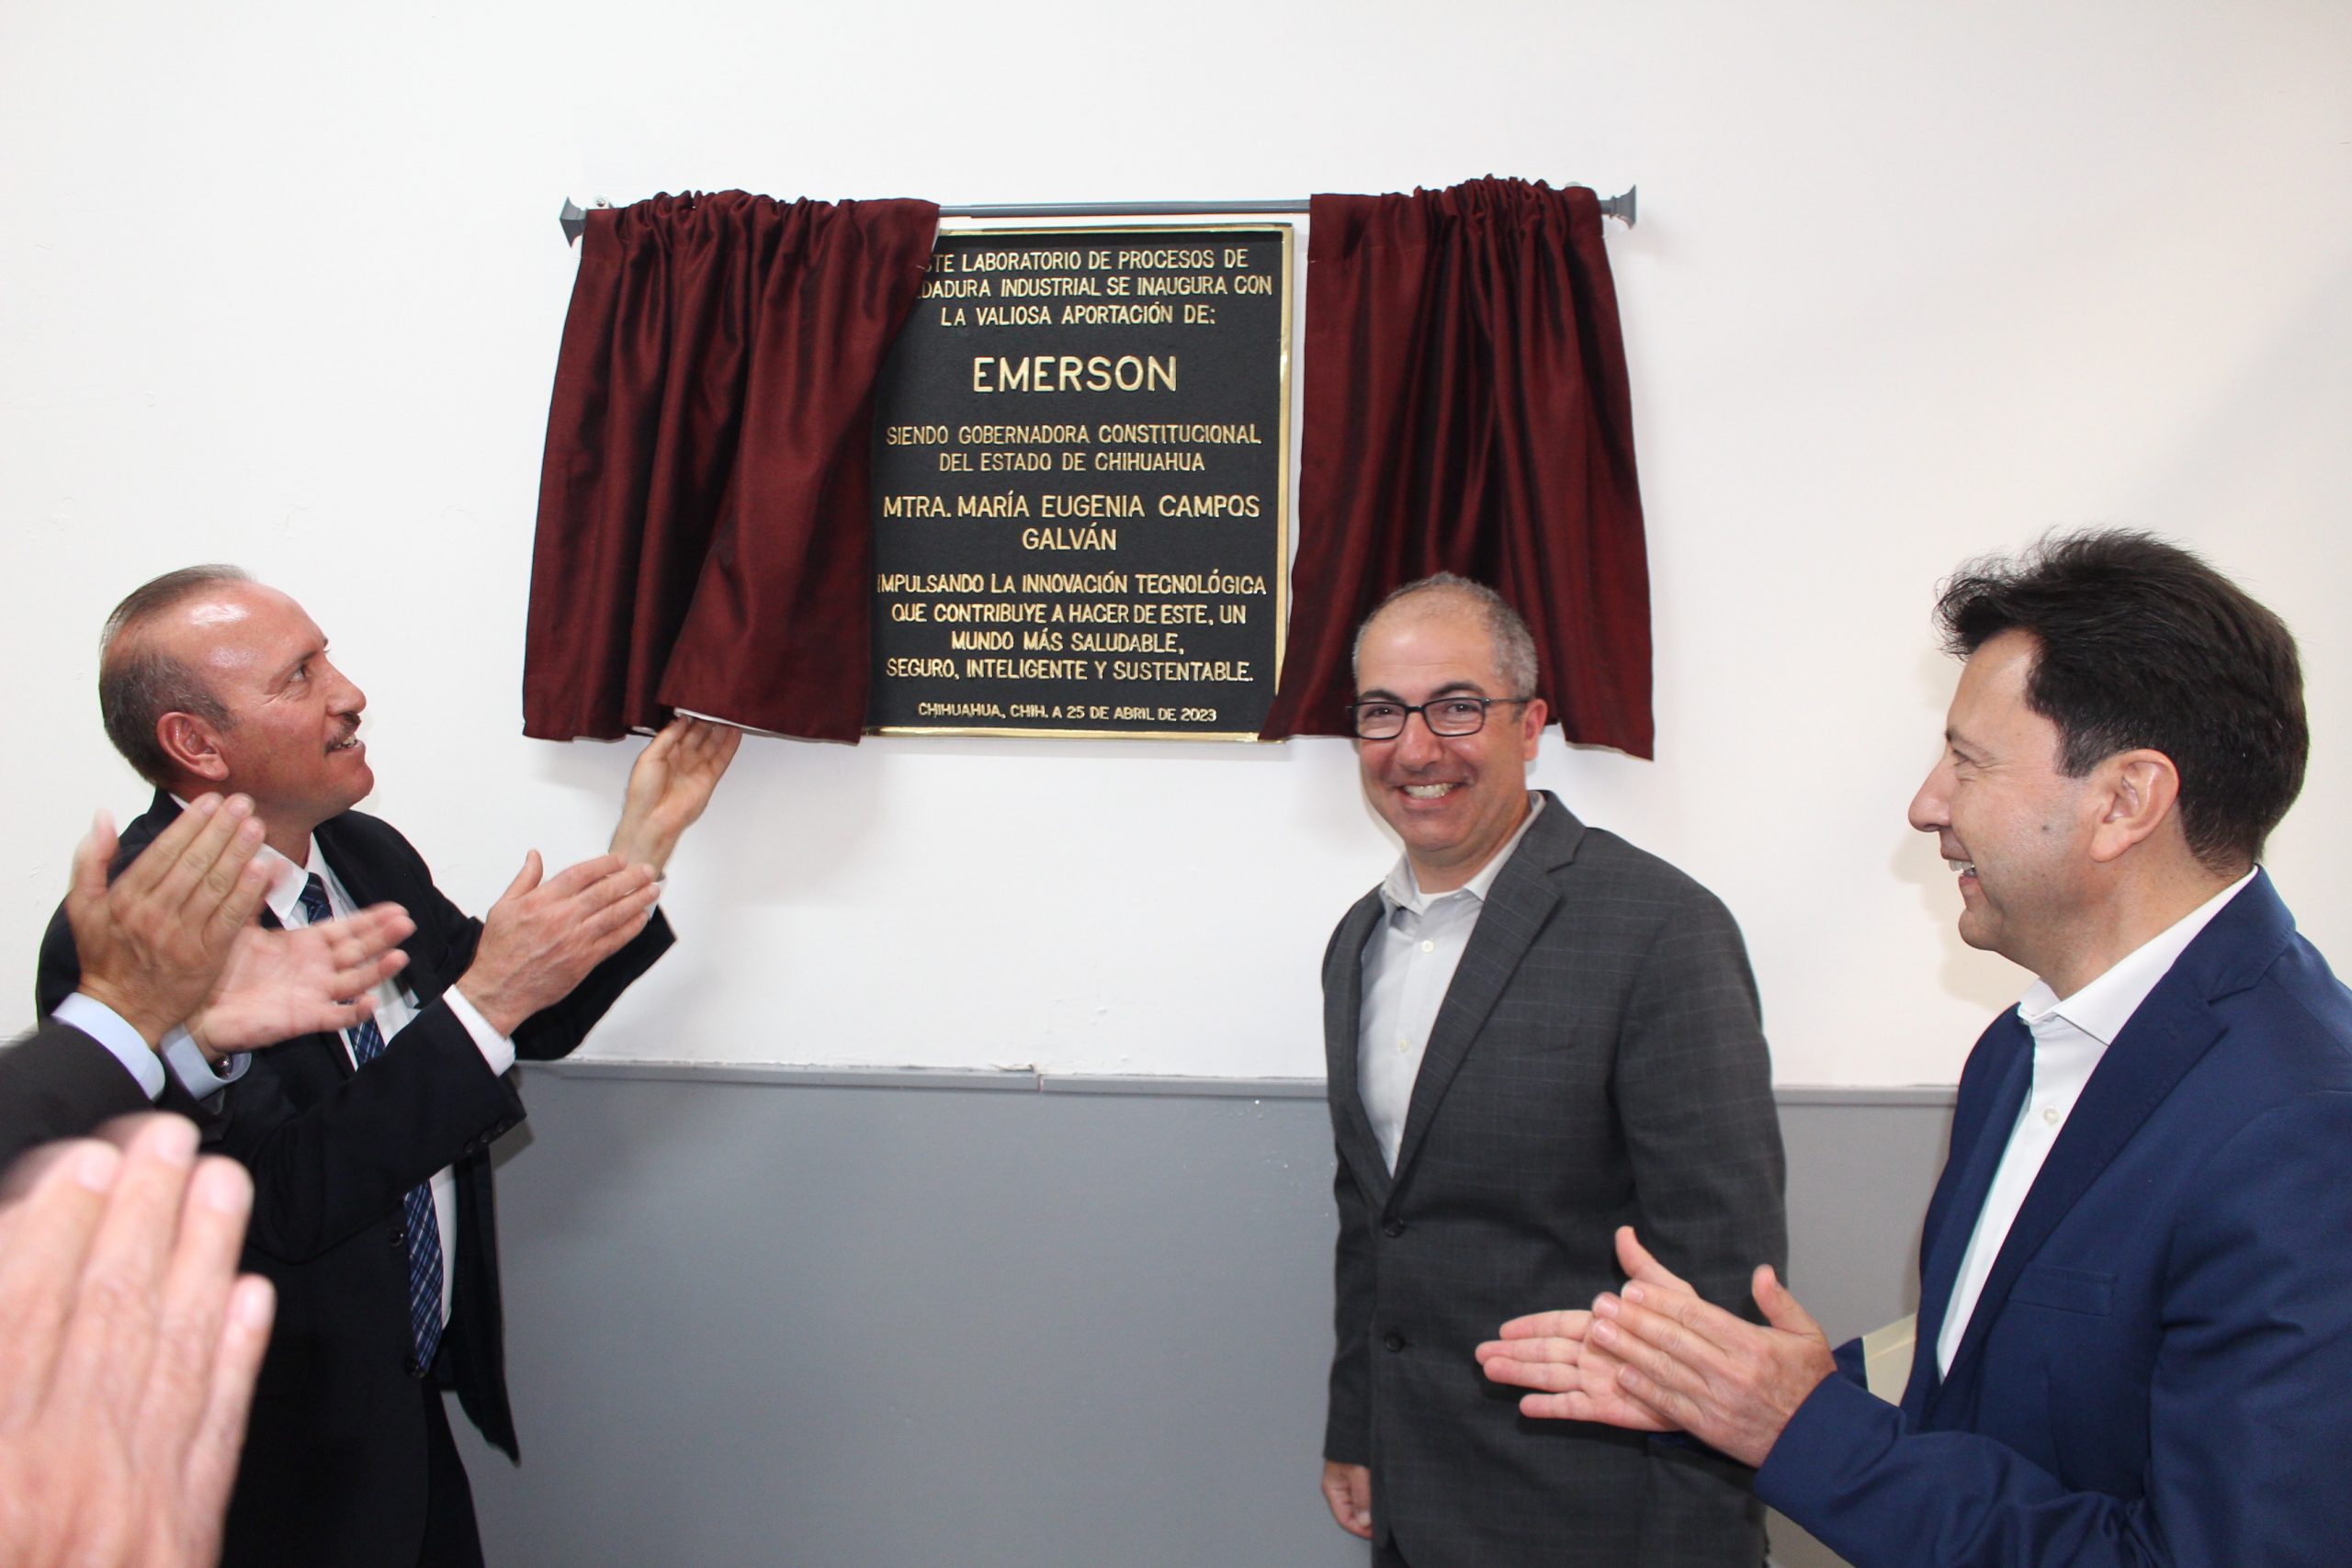 STE LABORATORIO DE PROCESOS DE
LDADURA INDUSTRIAL SE INAUGURA CON
LA VALIOSA APORTACIÓN DE:
EMERSON
SIENDO GOBERNADORA CONSTITUCIONAL
DEL ESTADO DE CHIHUAHUA
MTRA. MARÍA EUGENIA CAMPOS
GALVÁN
IMPULSANDO LA INNOVACIÓN TECNOLÓGICA
QUE CONTRIBUYE A HACER DE ESTE, UN
MUNDO MÁS SALUDABLE,
SEGURO, INTELIGENTE Y SUSTENTABLE.
CHIHUAHUA, CHIH. A 25 DE ABRIL DE 2023